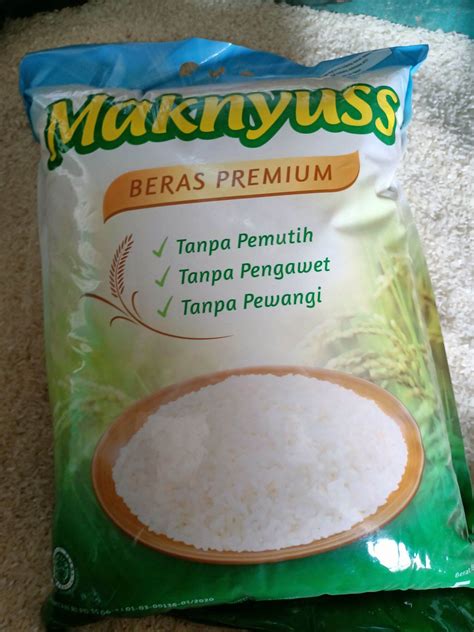 Maknyuss
BERAS PREMIUM
Tanpa Pemutih
Tanpa Pengawet
Tanpa Pewangi